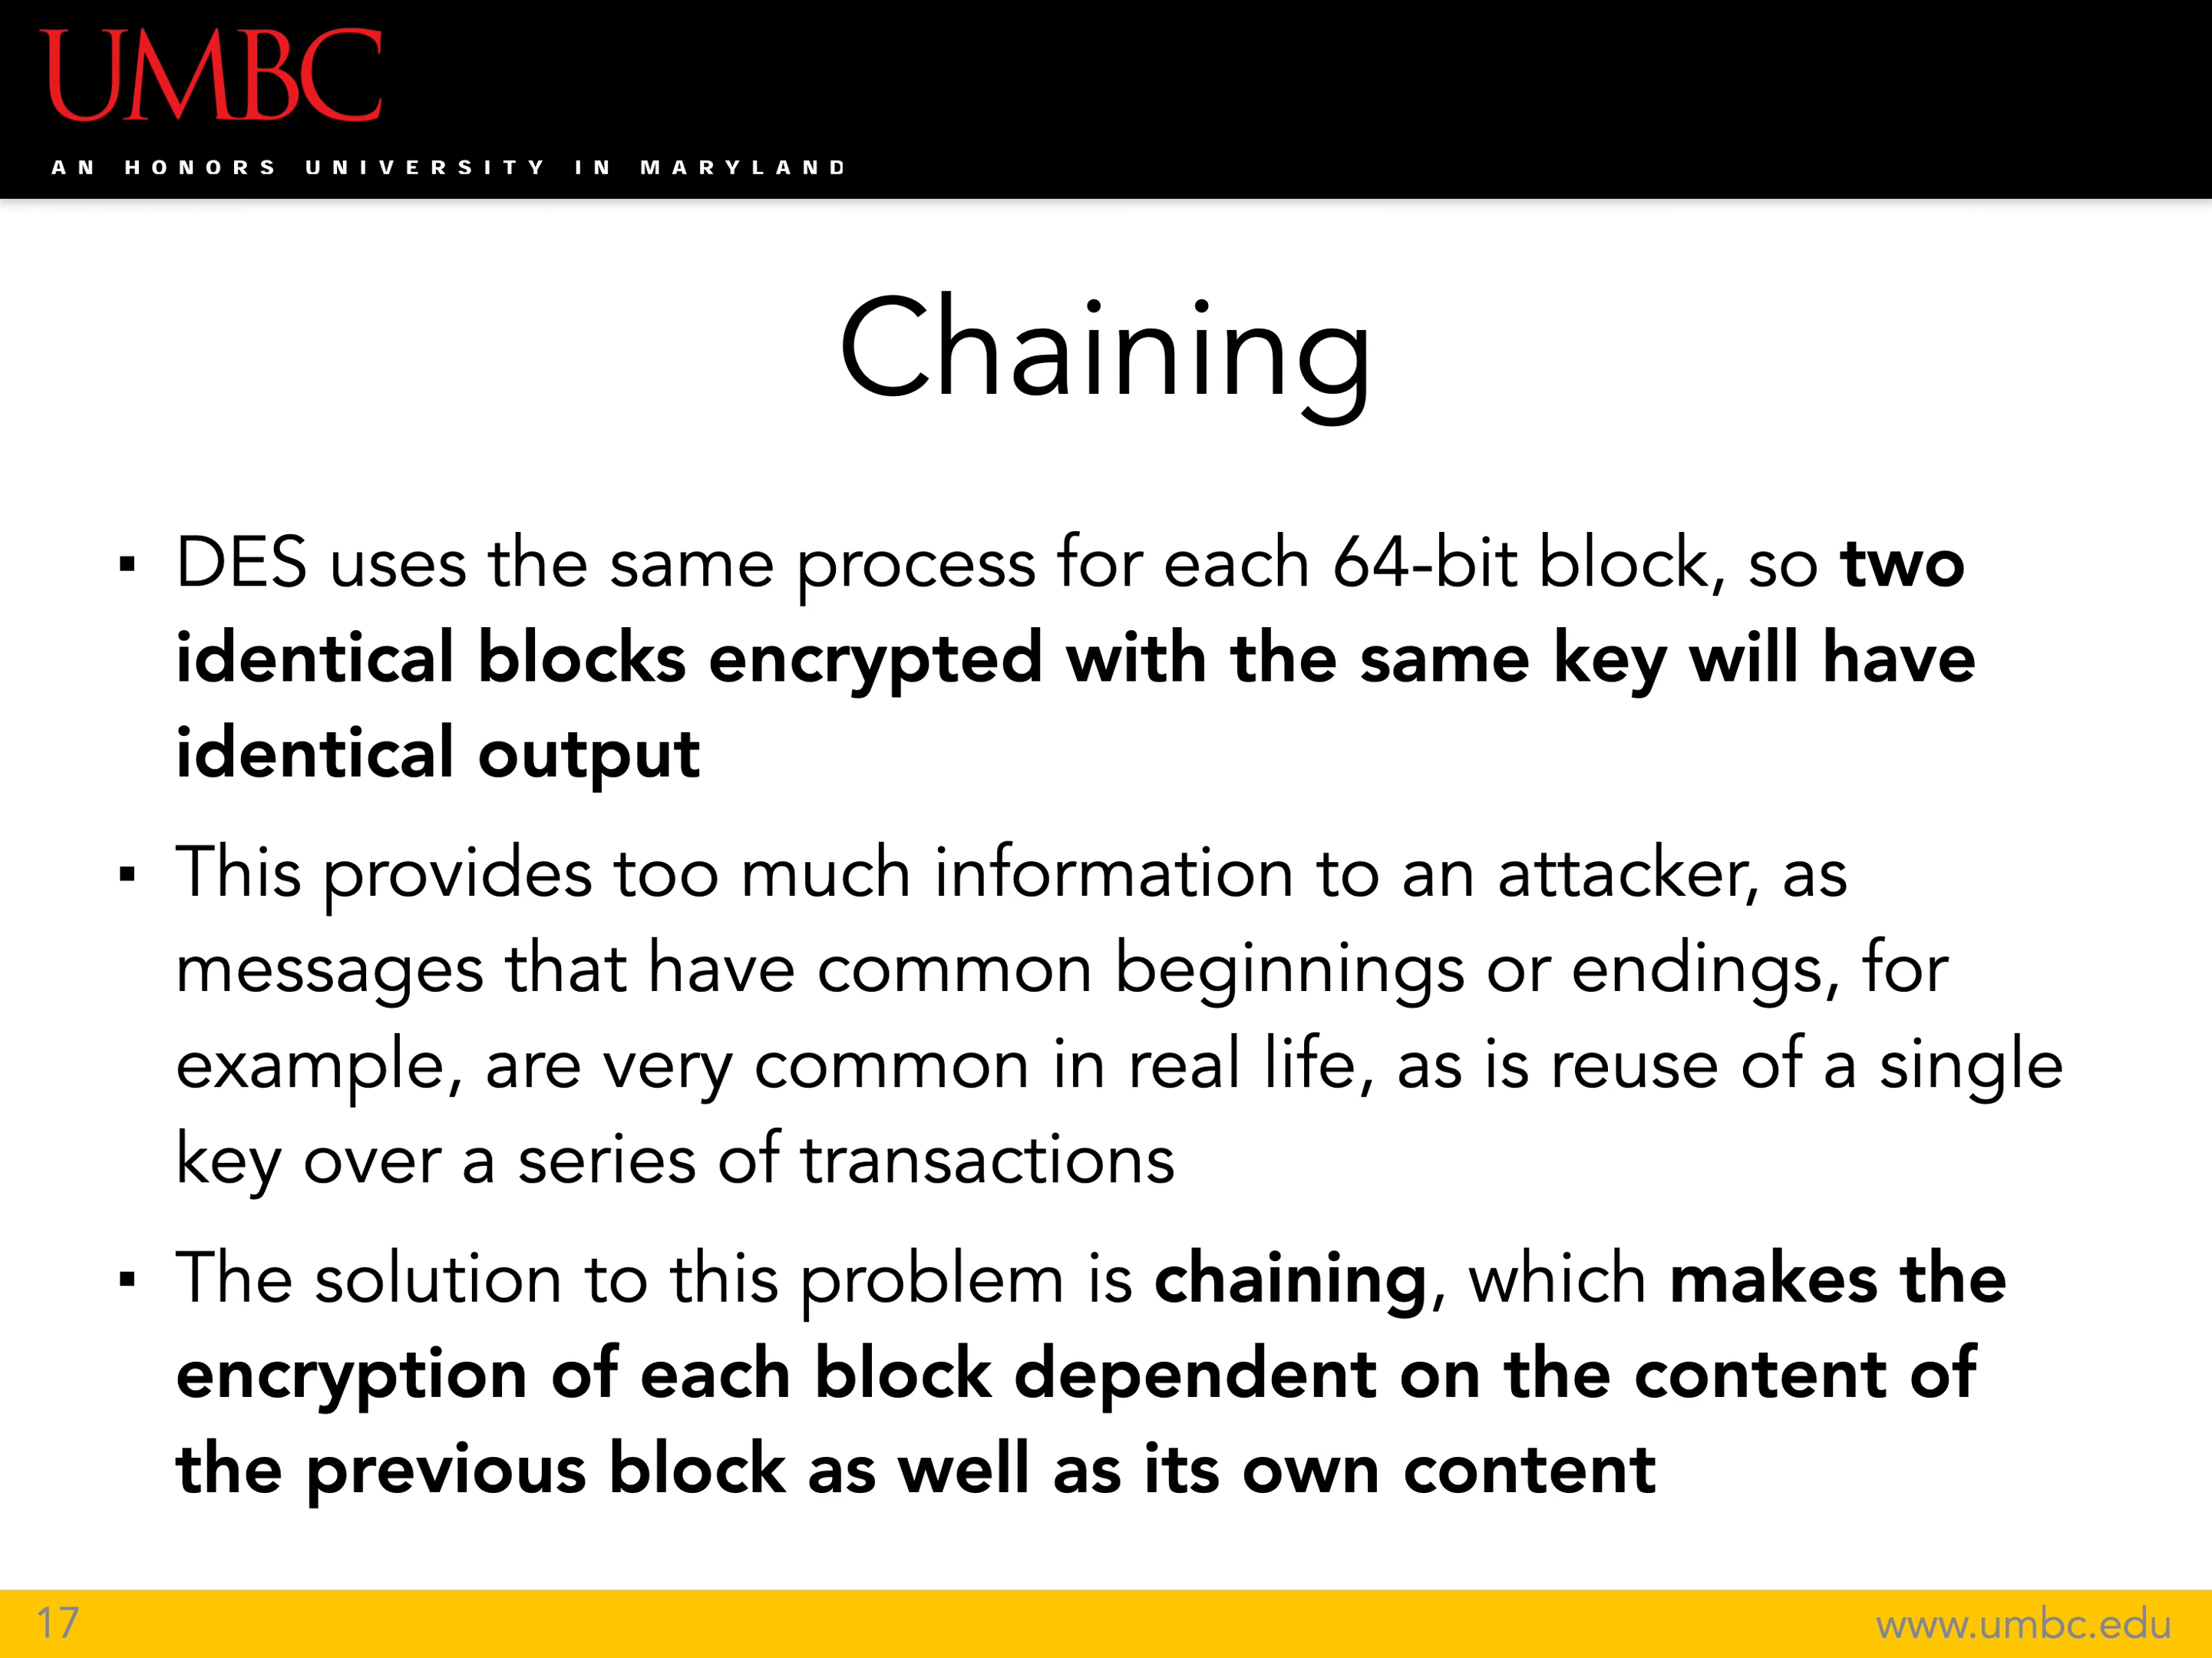 UMBC
AN HONORS UNIVERSITY IN MARYLAND
Chaining
▪ DES uses the same process for each 64-bit block, so two
identical blocks encrypted with the same key will have
identical output
▪ This provides too much information to an attacker, as
messages that have common beginnings or endings, for
example, are very common in real life, as is reuse of a single
key over a series of transactions
▪ The solution to this problem is chaining, which makes the
encryption of each block dependent on the content of
the previous block as well as its own content
17
www.umbc.edu